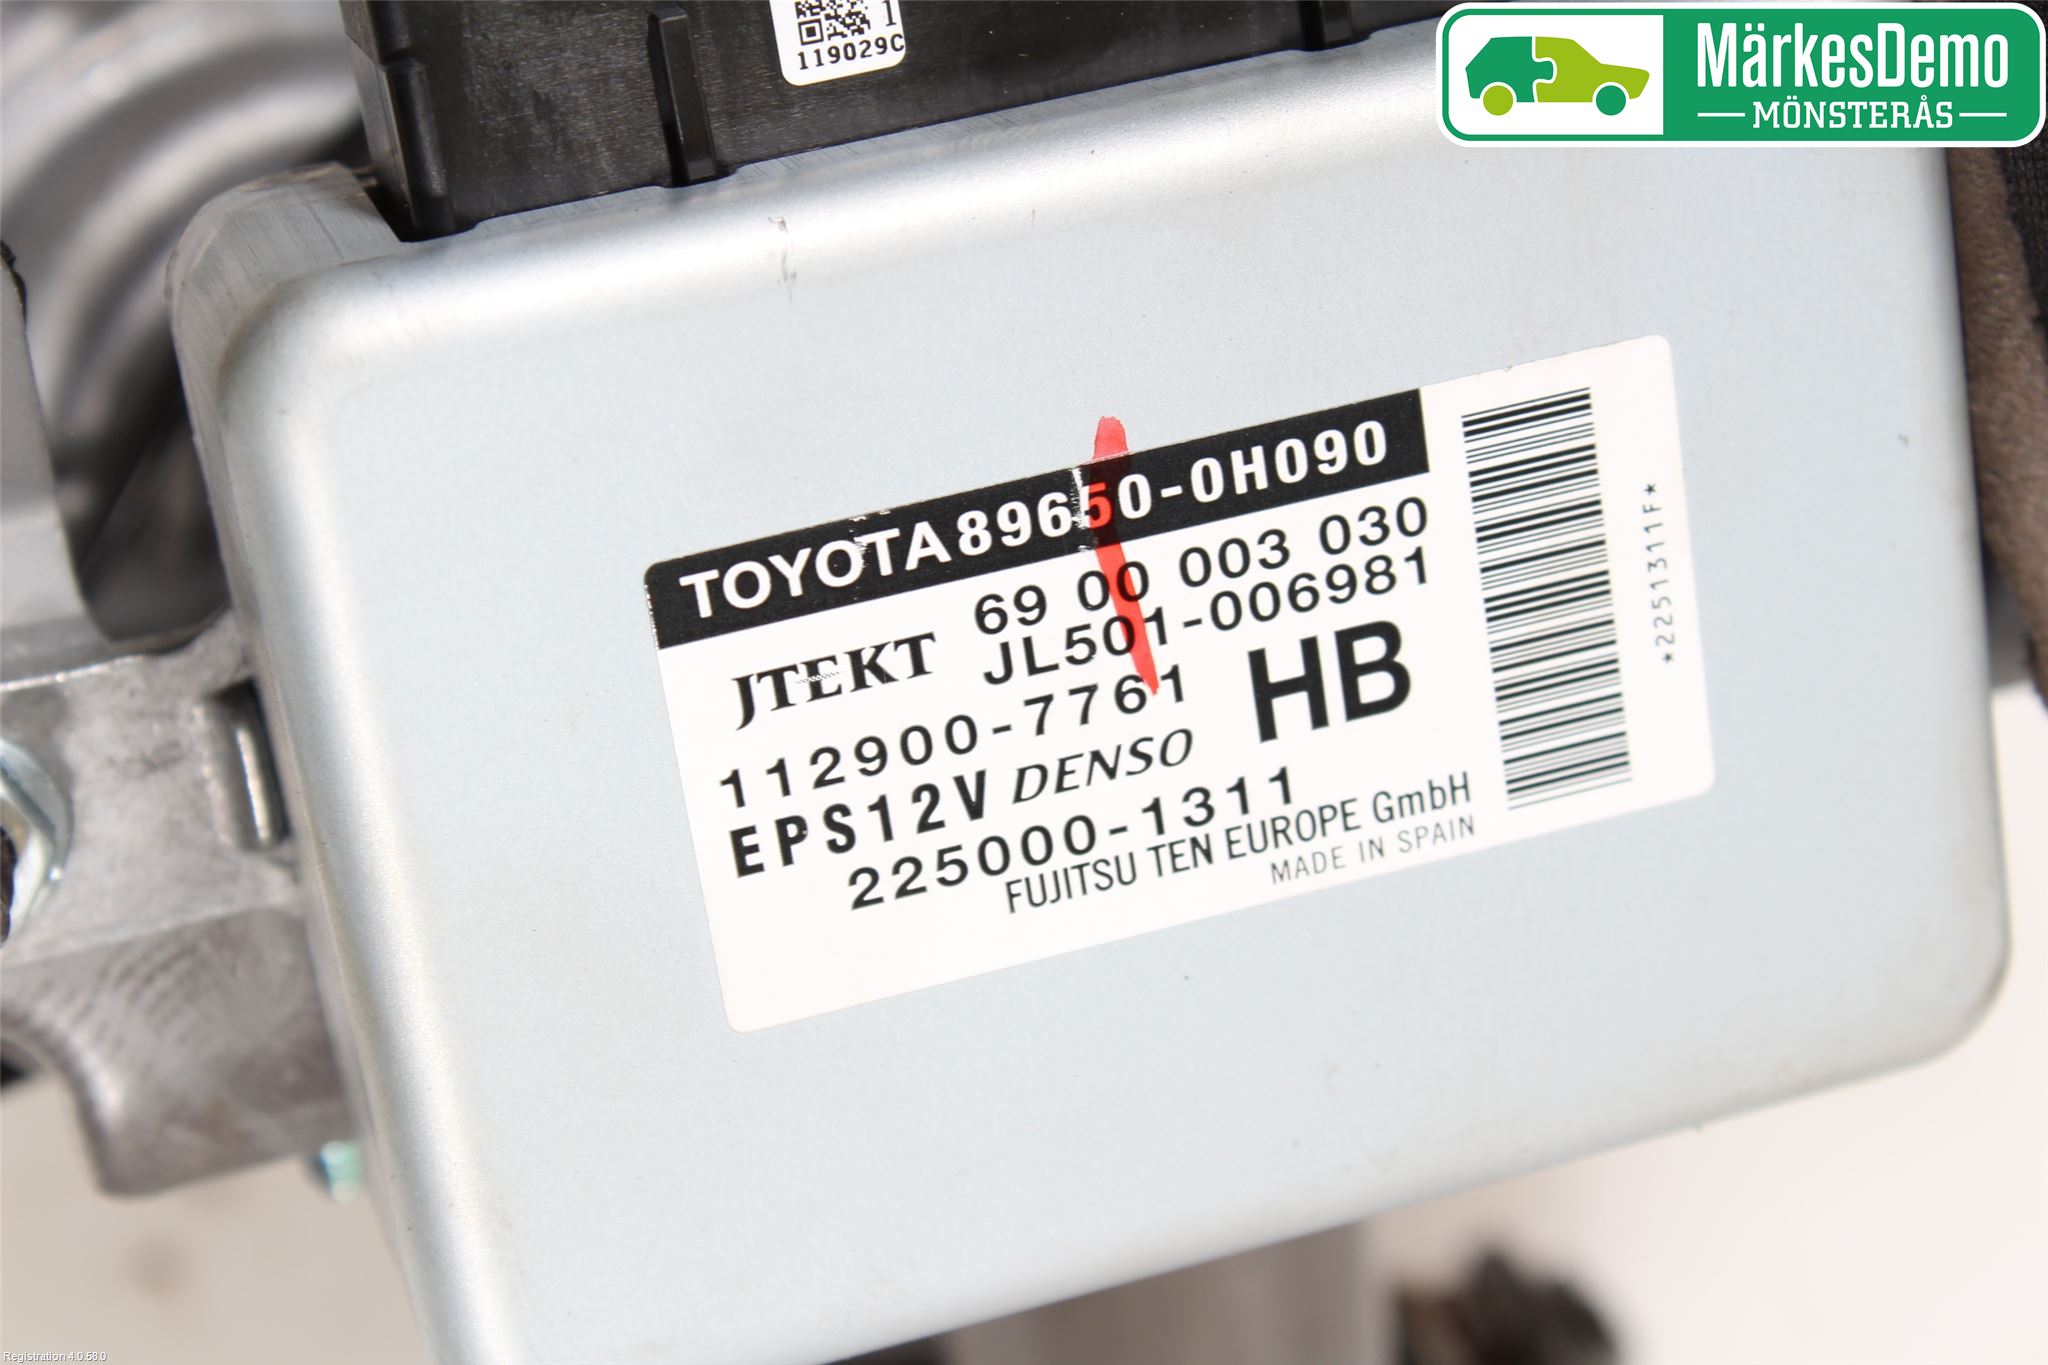 1
119029C
MärkesDemo
MÖNSTERÅS
TOYOTA 89650-0H090
JTEKT 69 00 003 030
JL501-006981
112900-7761 HB
EPS12V DENSO
225000-1311
FUJITSU TEN EUROPE GmbH
MADE IN SPAIN
*2251311F*
Registration 4.0.58.0